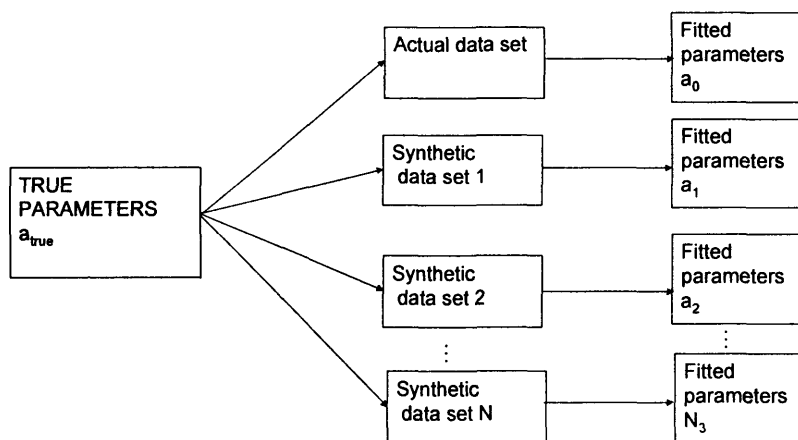 TRUE
PARAMETERS
a_true
Actual data set
Fitted
parameters
a₀
Synthetic
data set 1
Fitted
parameters
a₁
Synthetic
data set 2
Fitted
parameters
a₂
⋮
⋮
Synthetic
data set N
Fitted
parameters
N₃